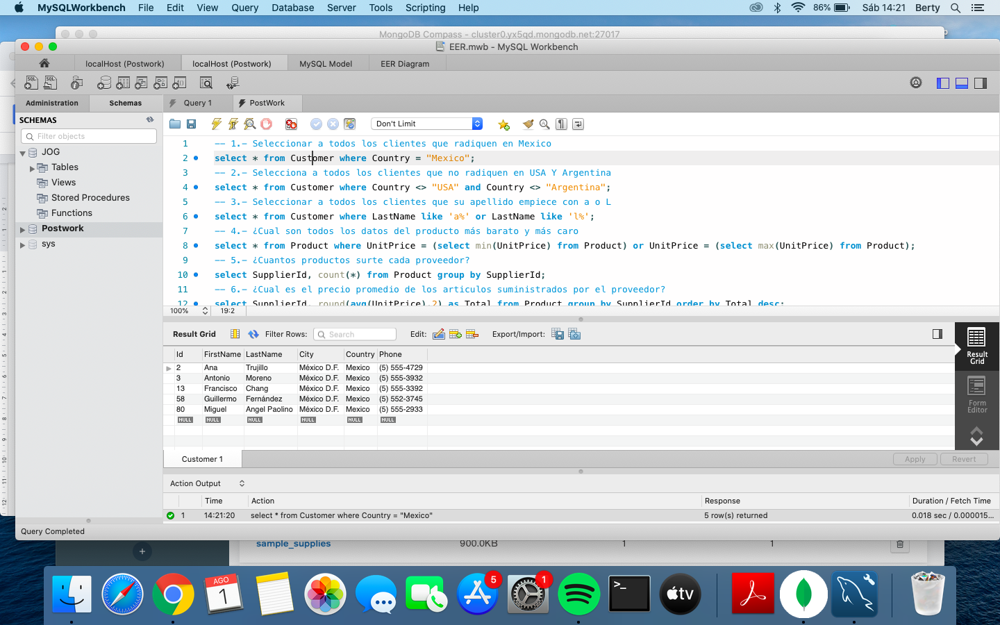 MySQLWorkbench File Edit View Query Database Server Tools Scripting Help 86% Sáb 14:21 Berty
MongoDB Compass - cluster0.yx5qd.mongodb.net:27017
EER.mwb - MySQL Workbench
localHost (Postwork) localHost (Postwork) MySQL Model EER Diagram
Administration Schemas Query 1 PostWork
SCHEMAS
Don't Limit
Filter objects
JOG
Tables
Views
Stored Procedures
Functions
Postwork
sys
1 -- 1.- Seleccionar a todos los clientes que radiquen en Mexico
2 select * from Customer where Country = "Mexico";
3 -- 2.- Selecciona a todos los clientes que no radiquen en USA Y Argentina
4 select * from Customer where Country <> "USA" and Country <> "Argentina";
5 -- 3.- Seleccionar a todos los clientes que su apellido empiece con a o L
6 select * from Customer where LastName like 'a%' or LastName like 'l%';
7 -- 4.- ¿Cual son todos los datos del producto más barato y más caro
8 select * from Product where UnitPrice = (select min(UnitPrice) from Product) or UnitPrice = (select max(UnitPrice) from Product);
9 -- 5.- ¿Cuantos productos surte cada proveedor?
10 select SupplierId, count(*) from Product group by SupplierId;
11 -- 6.- ¿Cual es el precio promedio de los articulos suministrados por el proveedor?
12 select SupplierId, round(avg(UnitPrice),2) as Total from Product group by SupplierId order by Total desc;
100% 19:2
Result Grid Filter Rows: Search Edit: Export/Import:
Id FirstName LastName City Country Phone
2 Ana Trujillo México D.F. Mexico (5) 555-4729
3 Antonio Moreno México D.F. Mexico (5) 555-3932
13 Francisco Chang México D.F. Mexico (5) 555-3392
58 Guillermo Fernández México D.F. Mexico (5) 552-3745
80 Miguel Angel Paolino México D.F. Mexico (5) 555-2933
NULL NULL NULL NULL NULL NULL
Result Grid
Form Editor
Customer 1 Apply Revert
Action Output
Time Action Response Duration / Fetch Time
1 14:21:20 select * from Customer where Country = "Mexico" 5 row(s) returned 0.018 sec / 0.000015...
Query Completed
sample_supplies 900.0KB 1 1
AGO
1
5
1
tv